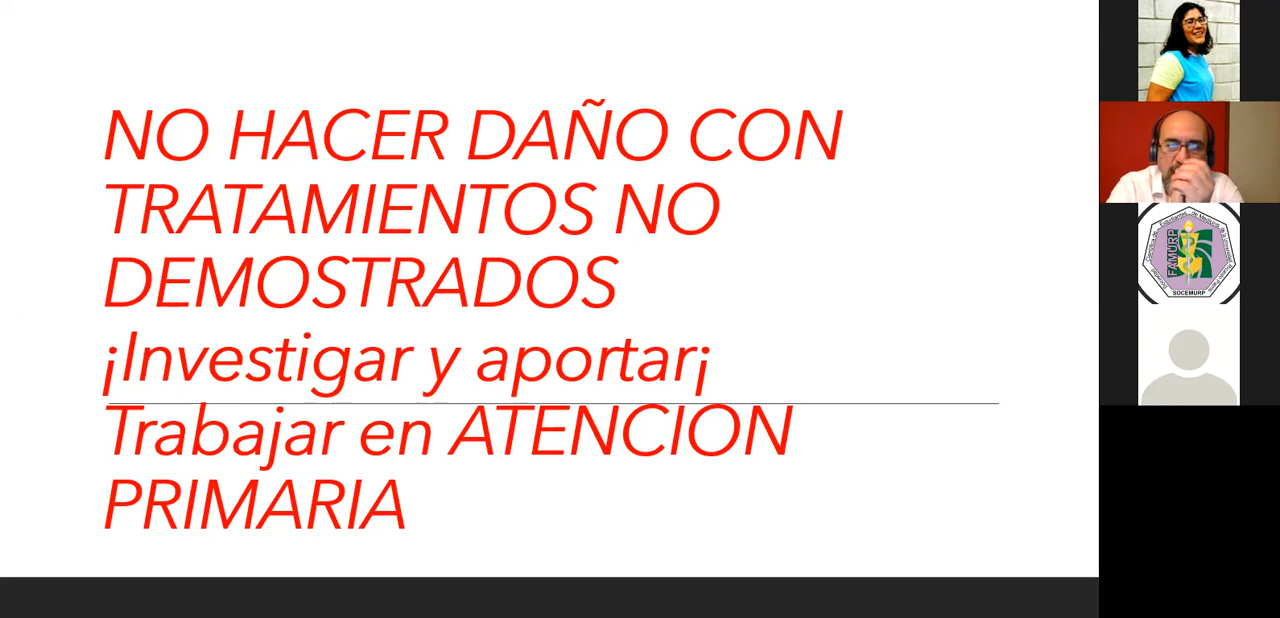 NO HACER DAÑO CON
TRATAMIENTOS NO
DEMOSTRADOS
¡Investigar y aportar¡
Trabajar en ATENCION
PRIMARIA
FAMURP
SOCEMURP